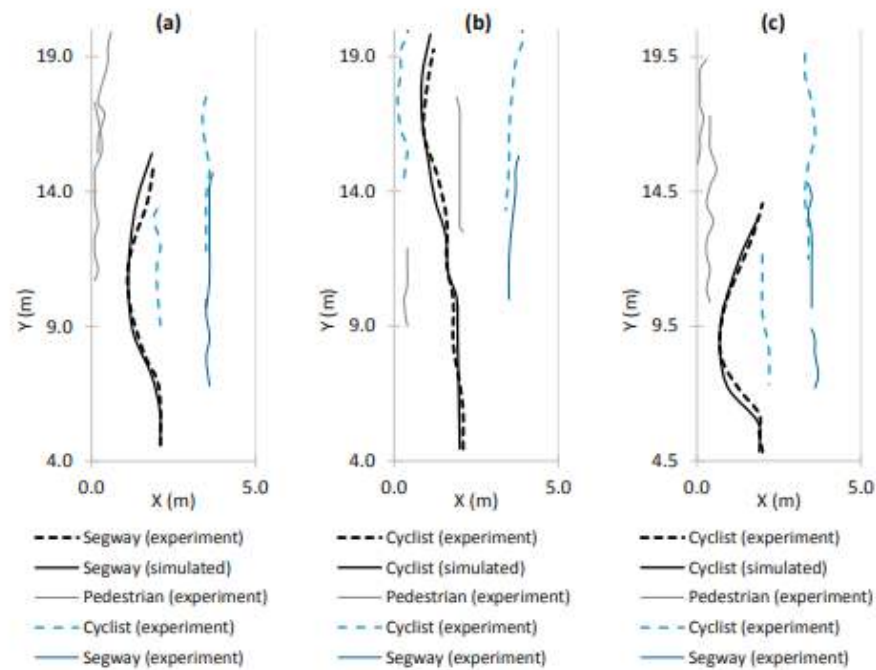 (a)
19.0
14.0
9.0
4.0
Y (m)
0.0 5.0
X (m)
Segway (experiment)
Segway (simulated)
Pedestrian (experiment)
Cyclist (experiment)
Segway (experiment)
(b)
19.0
14.0
9.0
4.0
Y (m)
0.0 5.0
X (m)
Cyclist (experiment)
Cyclist (simulated)
Pedestrian (experiment)
Cyclist (experiment)
Segway (experiment)
(c)
19.5
14.5
9.5
4.5
Y (m)
0.0 5.0
X (m)
Cyclist (experiment)
Cyclist (simulated)
Pedestrian (experiment)
Cyclist (experiment)
Segway (experiment)